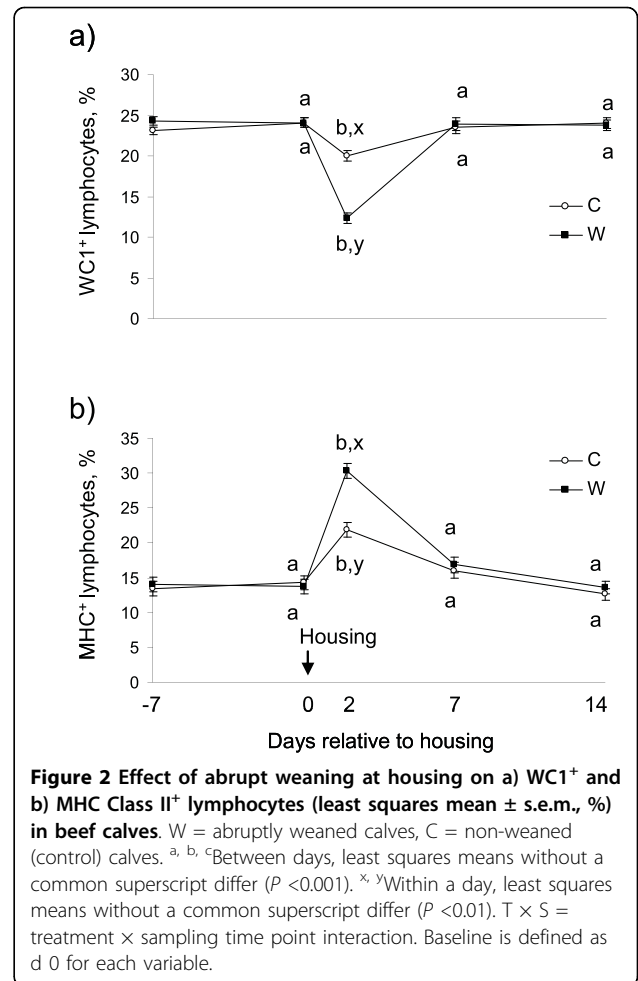 a)
30
25
20
15
10
5
0
WC1⁺ lymphocytes, %
a
a
b,x
b,y
a
a
a
a
C
W
b)
35
30
25
20
15
10
5
0
MHC⁺ lymphocytes, %
a
a
b,x
b,y
a
a
a
a
C
W
Housing
-7 0 2 7 14
Days relative to housing
Figure 2 Effect of abrupt weaning at housing on a) WC1⁺ and
b) MHC Class II⁺ lymphocytes (least squares mean ± s.e.m., %)
in beef calves. W = abruptly weaned calves, C = non-weaned
(control) calves. ᵃ, ᵇ, ᶜBetween days, least squares means without a
common superscript differ (P <0.001). ˣ, ʸWithin a day, least squares
means without a common superscript differ (P <0.01). T × S =
treatment × sampling time point interaction. Baseline is defined as
d 0 for each variable.